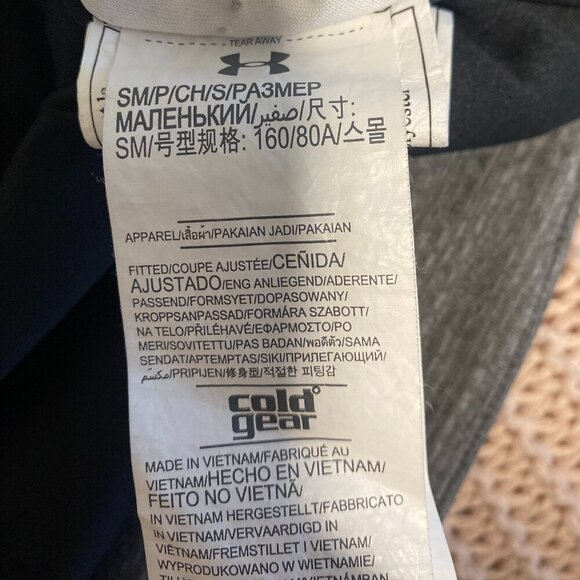 TEAR AWAY
SM/P/CH/S/РАЗМЕР
МАЛЕНЬКИЙ/صغير/尺寸:
SM/号型规格: 160/80A/스몰
APPAREL/เสื้อผ้า/PAKAIAN JADI/PAKAIAN
FITTED/COUPE AJUSTÉE/CEÑIDA/
AJUSTADO/ENG ANLIEGEND/ADERENTE/
PASSEND/FORMSYET/DOPASOWANY/
KROPPSANPASSAD/FORMÁRA SZABOTT/
NA TELO/PŘILÉHAVÉ/ΕΦΑΡΜΟΣΤΟ/PO
MERI/SOVITETTU/PAS BADAN/พอดีตัว/SAMA
SENDAT/APTEMPTAS/SIKI/ПРИЛЕГАЮЩИЙ/
مكسّم/PRIPIJEN/修身型/적절한 피팅감
cold
gear
MADE IN VIETNAM/FABRIQUÉ AU
VIETNAM/HECHO EN VIETNAM/
FEITO NO VIETNÃ/
IN VIETNAM HERGESTELLT/FABBRICATO
IN VIETNAM/VERVAARDIGD IN
VIETNAM/FREMSTILLET I VIETNAM/
WYPRODUKOWANO W WIETNAMIE/